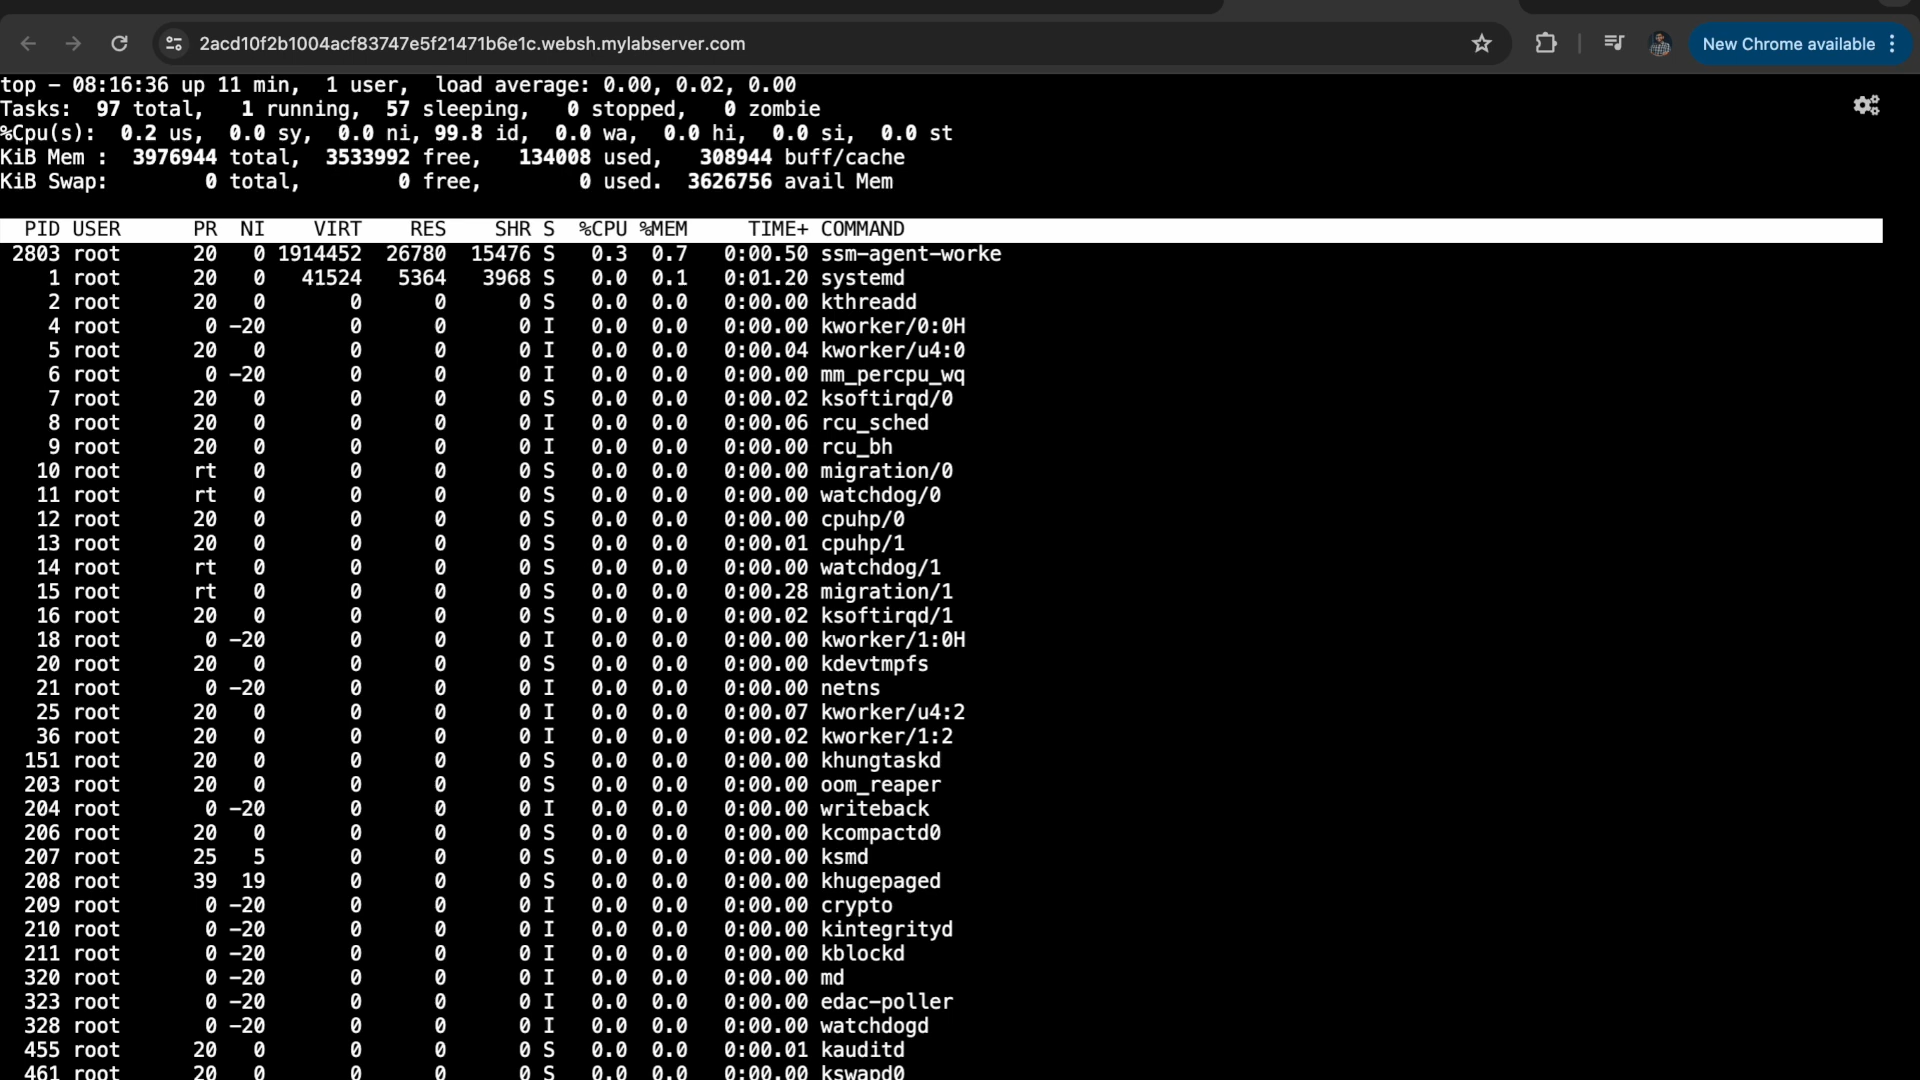 2acd10f2b1004acf83747e5f21471b6e1c.websh.mylabserver.com
New Chrome available
top - 08:16:36 up 11 min,  1 user,  load average: 0.00, 0.02, 0.00
Tasks:  97 total,   1 running,  57 sleeping,   0 stopped,   0 zombie
%Cpu(s):  0.2 us,  0.0 sy,  0.0 ni, 99.8 id,  0.0 wa,  0.0 hi,  0.0 si,  0.0 st
KiB Mem :  3976944 total,  3533992 free,   134008 used,   308944 buff/cache
KiB Swap:        0 total,        0 free,        0 used.  3626756 avail Mem
PID USER      PR  NI    VIRT    RES    SHR S  %CPU %MEM     TIME+ COMMAND
2803 root      20   0 1914452  26780  15476 S   0.3  0.7   0:00.50 ssm-agent-worke
1 root      20   0   41524   5364   3968 S   0.0  0.1   0:01.20 systemd
2 root      20   0       0      0      0 S   0.0  0.0   0:00.00 kthreadd
4 root       0 -20       0      0      0 I   0.0  0.0   0:00.00 kworker/0:0H
5 root      20   0       0      0      0 I   0.0  0.0   0:00.04 kworker/u4:0
6 root       0 -20       0      0      0 I   0.0  0.0   0:00.00 mm_percpu_wq
7 root      20   0       0      0      0 S   0.0  0.0   0:00.02 ksoftirqd/0
8 root      20   0       0      0      0 I   0.0  0.0   0:00.06 rcu_sched
9 root      20   0       0      0      0 I   0.0  0.0   0:00.00 rcu_bh
10 root      rt   0       0      0      0 S   0.0  0.0   0:00.00 migration/0
11 root      rt   0       0      0      0 S   0.0  0.0   0:00.00 watchdog/0
12 root      20   0       0      0      0 S   0.0  0.0   0:00.00 cpuhp/0
13 root      20   0       0      0      0 S   0.0  0.0   0:00.01 cpuhp/1
14 root      rt   0       0      0      0 S   0.0  0.0   0:00.00 watchdog/1
15 root      rt   0       0      0      0 S   0.0  0.0   0:00.28 migration/1
16 root      20   0       0      0      0 S   0.0  0.0   0:00.02 ksoftirqd/1
18 root       0 -20       0      0      0 I   0.0  0.0   0:00.00 kworker/1:0H
20 root      20   0       0      0      0 S   0.0  0.0   0:00.00 kdevtmpfs
21 root       0 -20       0      0      0 I   0.0  0.0   0:00.00 netns
25 root      20   0       0      0      0 I   0.0  0.0   0:00.07 kworker/u4:2
36 root      20   0       0      0      0 I   0.0  0.0   0:00.02 kworker/1:2
151 root      20   0       0      0      0 S   0.0  0.0   0:00.00 khungtaskd
203 root      20   0       0      0      0 S   0.0  0.0   0:00.00 oom_reaper
204 root       0 -20       0      0      0 I   0.0  0.0   0:00.00 writeback
206 root      20   0       0      0      0 S   0.0  0.0   0:00.00 kcompactd0
207 root      25   5       0      0      0 S   0.0  0.0   0:00.00 ksmd
208 root      39  19       0      0      0 S   0.0  0.0   0:00.00 khugepaged
209 root       0 -20       0      0      0 I   0.0  0.0   0:00.00 crypto
210 root       0 -20       0      0      0 I   0.0  0.0   0:00.00 kintegrityd
211 root       0 -20       0      0      0 I   0.0  0.0   0:00.00 kblockd
320 root       0 -20       0      0      0 I   0.0  0.0   0:00.00 md
323 root       0 -20       0      0      0 I   0.0  0.0   0:00.00 edac-poller
328 root       0 -20       0      0      0 I   0.0  0.0   0:00.00 watchdogd
455 root      20   0       0      0      0 S   0.0  0.0   0:00.01 kauditd
461 root      20   0       0      0      0 S   0.0  0.0   0:00.00 kswapd0